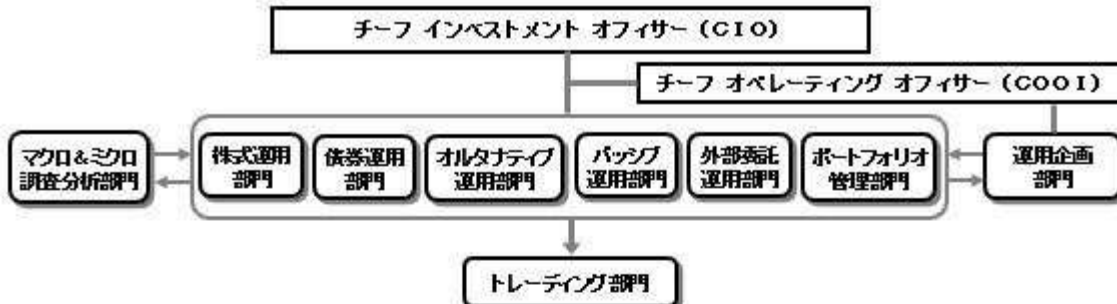 チーフ インベストメント オフィサー (CIO)
チーフ オペレーティング オフィサー (COOI)
マクロ&ミクロ
調査分析部門
株式運用
部門
債券運用
部門
オルタナティブ
運用部門
パッシブ
運用部門
外部委託
運用部門
ポートフォリオ
管理部門
運用企画
部門
トレーディング部門